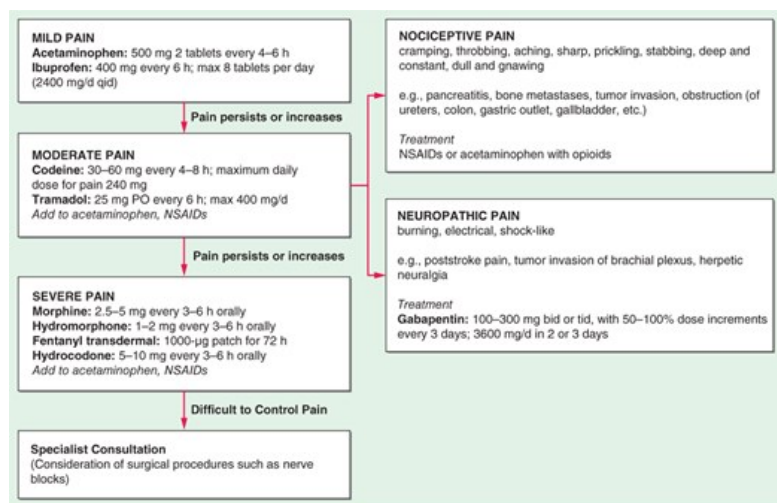 MILD PAIN
Acetaminophen: 500 mg 2 tablets every 4–6 h
Ibuprofen: 400 mg every 6 h; max 8 tablets per day
(2400 mg/d qid)
Pain persists or increases
MODERATE PAIN
Codeine: 30–60 mg every 4–8 h; maximum daily
dose for pain 240 mg
Tramadol: 25 mg PO every 6 h; max 400 mg/d
Add to acetaminophen, NSAIDs
Pain persists or increases
SEVERE PAIN
Morphine: 2.5–5 mg every 3–6 h orally
Hydromorphone: 1–2 mg every 3–6 h orally
Fentanyl transdermal: 1000-μg patch for 72 h
Hydrocodone: 5–10 mg every 3–6 h orally
Add to acetaminophen, NSAIDs
Difficult to Control Pain
Specialist Consultation
(Consideration of surgical procedures such as nerve
blocks)
NOCICEPTIVE PAIN
cramping, throbbing, aching, sharp, prickling, stabbing, deep and
constant, dull and gnawing
e.g., pancreatitis, bone metastases, tumor invasion, obstruction (of
ureters, colon, gastric outlet, gallbladder, etc.)
Treatment
NSAIDs or acetaminophen with opioids
NEUROPATHIC PAIN
burning, electrical, shock-like
e.g., poststroke pain, tumor invasion of brachial plexus, herpetic
neuralgia
Treatment
Gabapentin: 100–300 mg bid or tid, with 50–100% dose increments
every 3 days; 3600 mg/d in 2 or 3 days